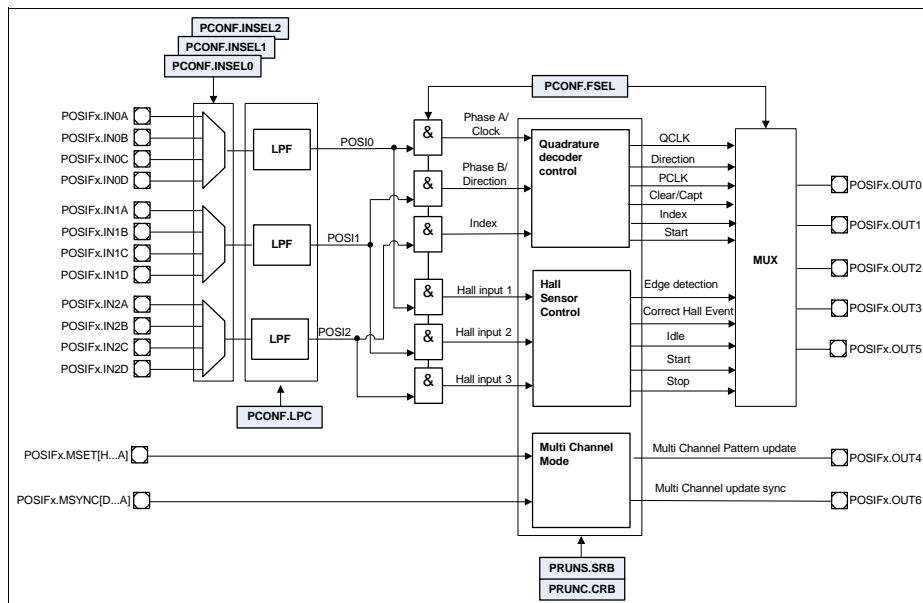 PCONF.INSEL2
PCONF.INSEL1
PCONF.INSEL0
PCONF.FSEL
POSIFx.IN0A
POSIFx.IN0B
POSIFx.IN0C
POSIFx.IN0D
POSIFx.IN1A
POSIFx.IN1B
POSIFx.IN1C
POSIFx.IN1D
POSIFx.IN2A
POSIFx.IN2B
POSIFx.IN2C
POSIFx.IN2D
LPF
LPF
LPF
PCONF.LPC
POSI0
POSI1
POSI2
&
&
&
&
&
&
Phase A/
Clock
Phase B/
Direction
Index
Hall input 1
Hall input 2
Hall input 3
Quadrature
decoder
control
QCLK
Direction
PCLK
Clear/Capt
Index
Start
Hall
Sensor
Control
Edge detection
Correct Hall Event
Idle
Start
Stop
MUX
POSIFx.OUT0
POSIFx.OUT1
POSIFx.OUT2
POSIFx.OUT3
POSIFx.OUT5
POSIFx.MSET[H...A]
POSIFx.MSYNC[D...A]
Multi Channel
Mode
Multi Channel Pattern update
Multi Channel update sync
POSIFx.OUT4
POSIFx.OUT6
PRUNS.SRB
PRUNC.CRB